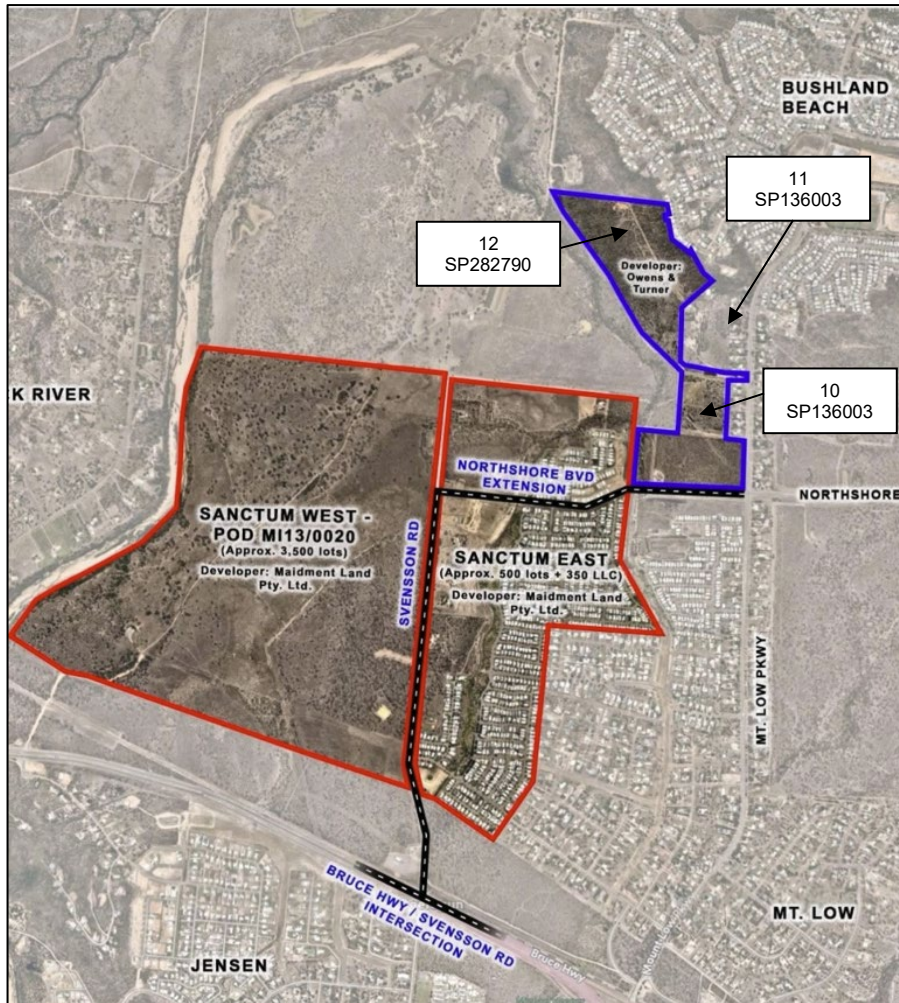 BUSHLAND
BEACH
11
SP136003
12
SP282790
Developer:
Owens &
Turner
10
SP136003
K RIVER
NORTHSHORE BVD
EXTENSION
NORTHSHORE
SANCTUM WEST -
POD MI13/0020
(Approx. 3,500 lots)
Developer: Maidment Land
Pty. Ltd.
SVENSSON RD
SANCTUM EAST
(Approx. 500 lots + 350 LLC)
Developer: Maidment Land
Pty. Ltd.
MT. LOW PKWY
BRUCE HWY / SVENSSON RD
INTERSECTION
Bruce Hwy
MT. LOW
JENSEN